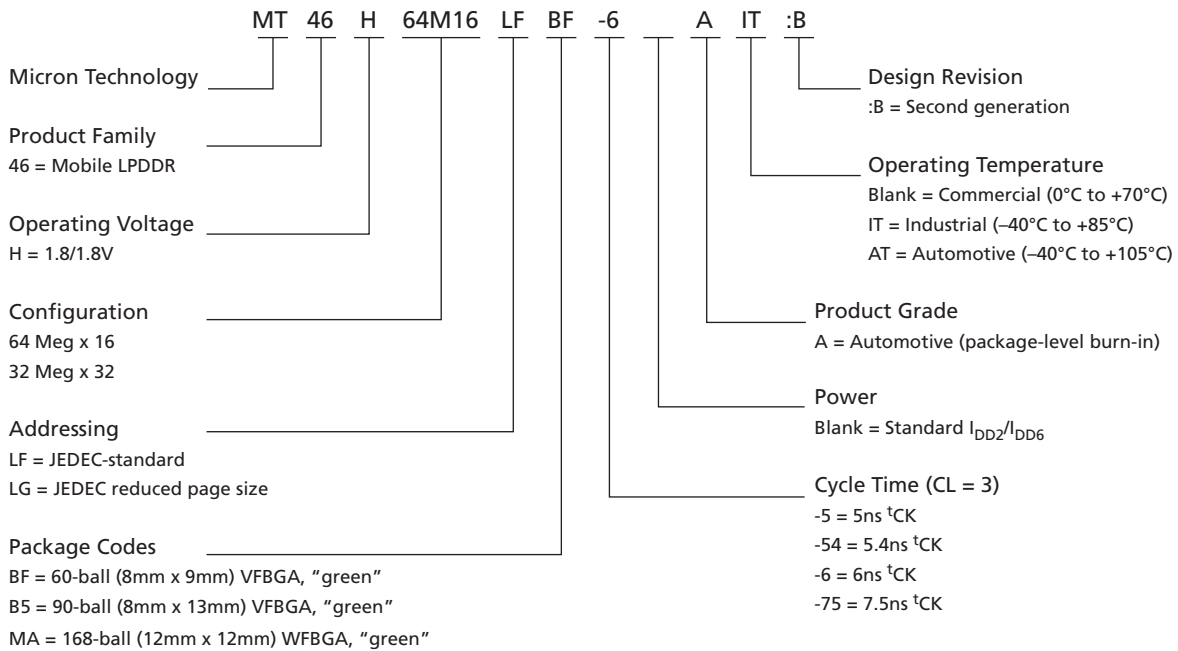 MT 46 H 64M16 LF BF -6 A IT :B
Micron Technology
Product Family
46 = Mobile LPDDR
Operating Voltage
H = 1.8/1.8V
Configuration
64 Meg x 16
32 Meg x 32
Addressing
LF = JEDEC-standard
LG = JEDEC reduced page size
Package Codes
BF = 60-ball (8mm x 9mm) VFBGA, “green”
B5 = 90-ball (8mm x 13mm) VFBGA, “green”
MA = 168-ball (12mm x 12mm) WFBGA, “green”
Design Revision
:B = Second generation
Operating Temperature
Blank = Commercial (0°C to +70°C)
IT = Industrial (–40°C to +85°C)
AT = Automotive (–40°C to +105°C)
Product Grade
A = Automotive (package-level burn-in)
Power
Blank = Standard IDD2/IDD6
Cycle Time (CL = 3)
-5 = 5ns tCK
-54 = 5.4ns tCK
-6 = 6ns tCK
-75 = 7.5ns tCK